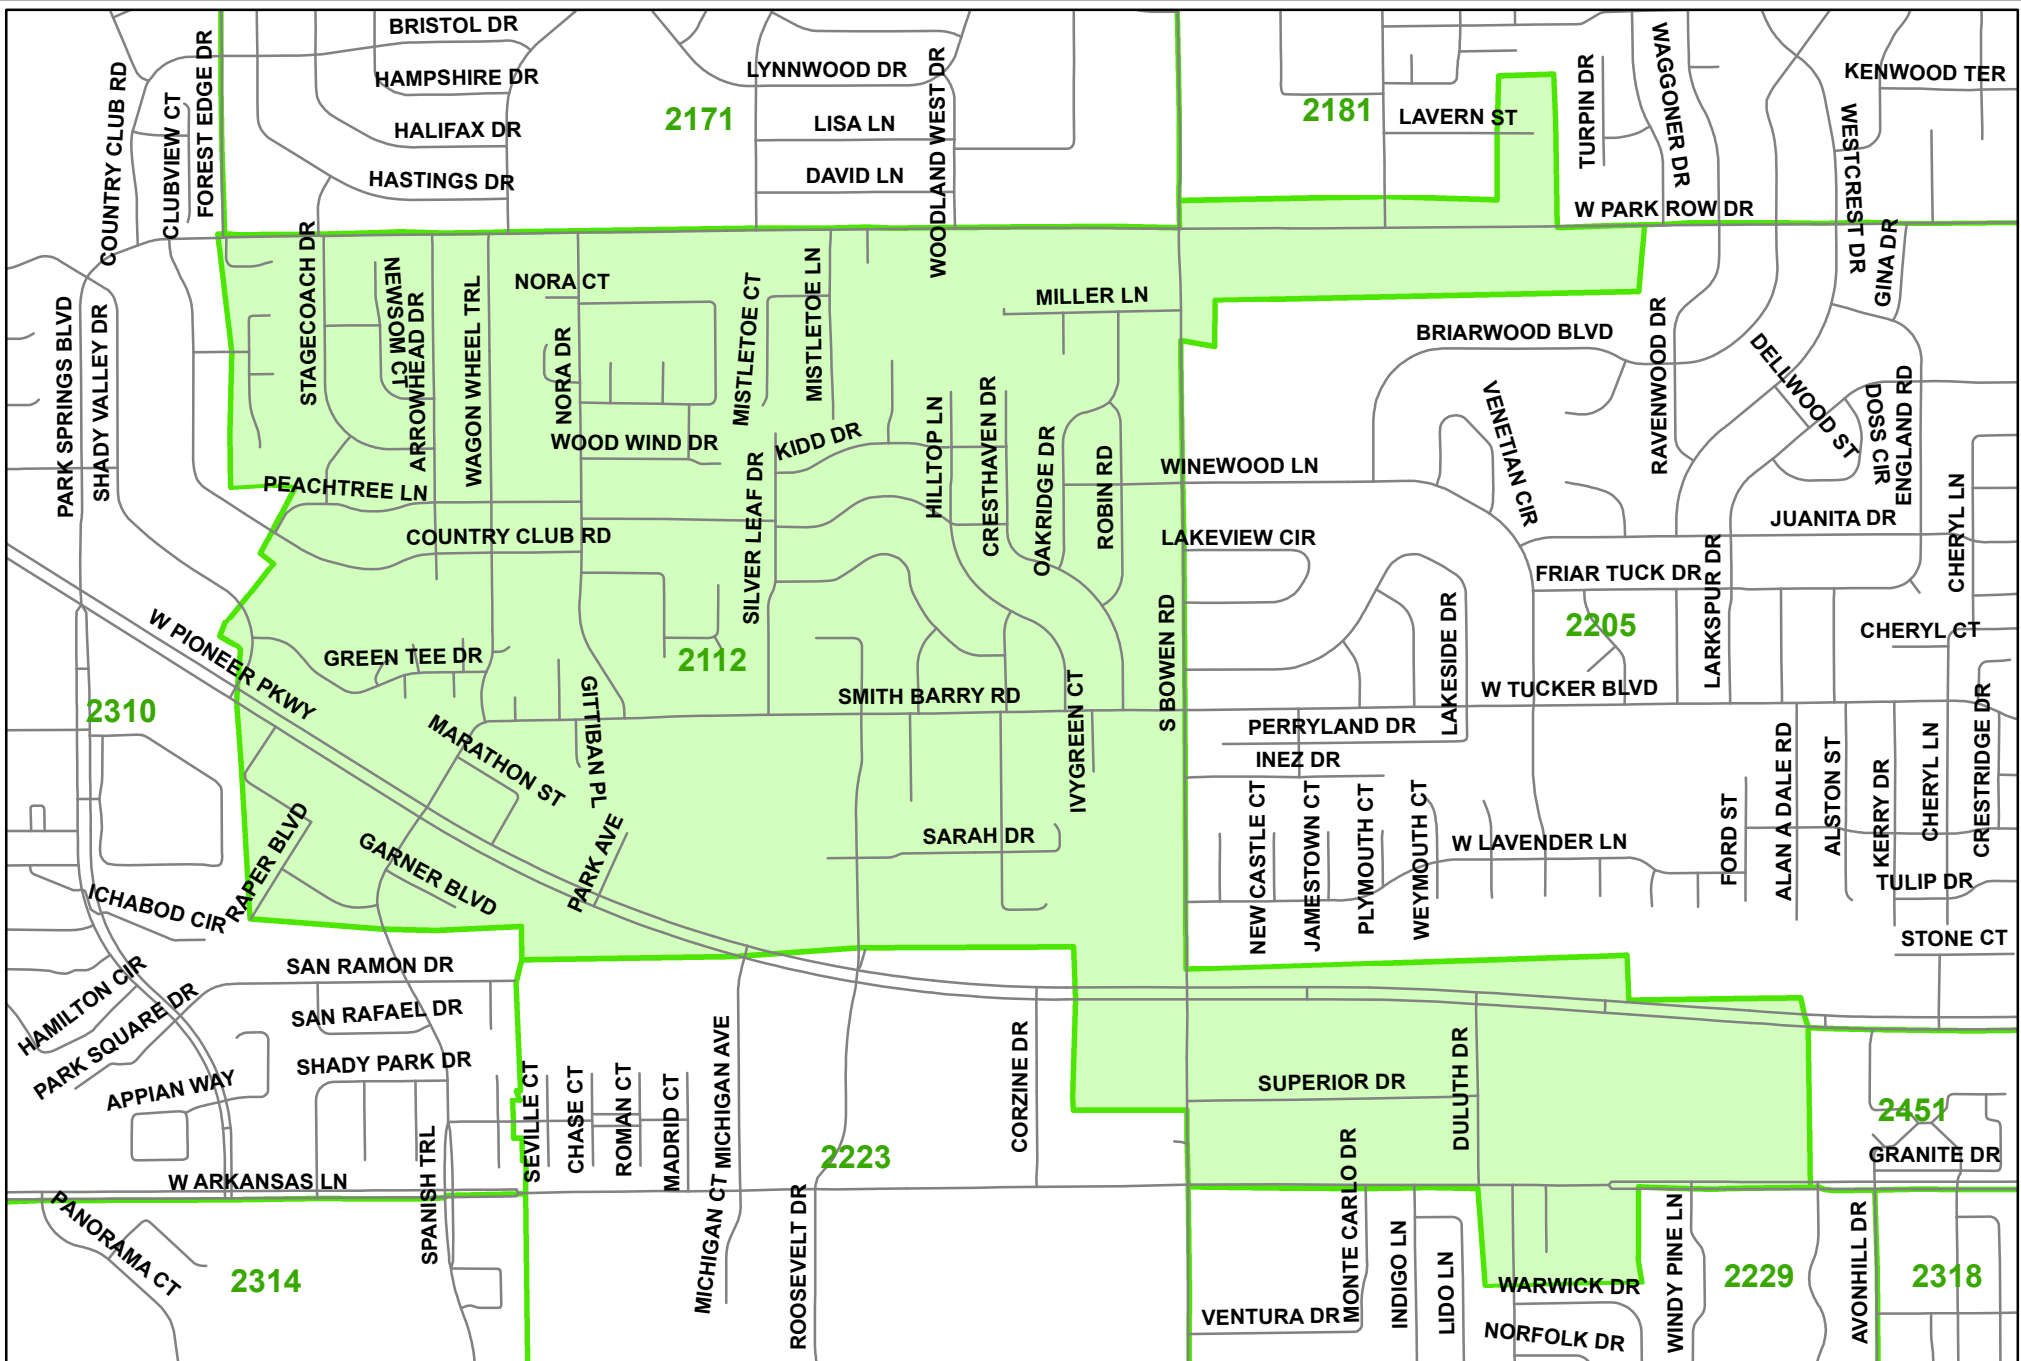 BRISTOL DR
HAMPSHIRE DR
HALIFAX DR
HASTINGS DR
COUNTRY CLUB RD
CLUBVIEW CT
FOREST EDGE DR
2171
LYNNWOOD DR
LISA LN
DAVID LN
WOODLAND WEST DR
2181
LAVERN ST
TURPIN DR
WAGGONER DR
KENWOOD TER
WESTCREST DR
W PARK ROW DR
GINA DR
PARK SPRINGS BLVD
SHADY VALLEY DR
STAGECOACH DR
NEWSOM CT
ARROWHEAD DR
WAGON WHEEL TRL
NORA CT
NORA DR
MISTLETOE CT
MISTLETOE LN
MILLER LN
BRIARWOOD BLVD
RAVENWOOD DR
DELLWOOD ST
DOSS CIR
ENGLAND RD
WOOD WIND DR
KIDD DR
HILLTOP LN
CRESTHAVEN DR
OAKRIDGE DR
ROBIN RD
WINEWOOD LN
VENETIAN CIR
PEACHTREE LN
COUNTRY CLUB RD
SILVER LEAF DR
LAKEVIEW CIR
JUANITA DR
CHERYL LN
FRIAR TUCK DR
LARKSPUR DR
2205
CHERYL CT
W PIONEER PKWY
GREEN TEE DR
2112
S BOWEN RD
LAKESIDE DR
2310
SMITH BARRY RD
IVYGREEN CT
W TUCKER BLVD
PERRYLAND DR
INEZ DR
MARATHON ST
GITTIBAN PL
PARK AVE
GARNER BLVD
RAPER BLVD
SARAH DR
NEW CASTLE CT
JAMESTOWN CT
PLYMOUTH CT
WEYMOUTH CT
W LAVENDER LN
FORD ST
ALAN A DALE RD
ALSTON ST
KERRY DR
CHERYL LN
CRESTRIDGE DR
TULIP DR
STONE CT
ICHABOD CIR
HAMILTON CIR
PARK SQUARE DR
APPIAN WAY
SAN RAMON DR
SAN RAFAEL DR
SHADY PARK DR
SPANISH TRL
W ARKANSAS LN
SEVILLE CT
CHASE CT
ROMAN CT
MADRID CT
MICHIGAN AVE
MICHIGAN CT
2223
CORZINE DR
SUPERIOR DR
DULUTH DR
2451
GRANITE DR
PANORAMA CT
2314
ROOSEVELT DR
MONTE CARLO DR
VENTURA DR
INDIGO LN
LIDO LN
WARWICK DR
NORFOLK DR
WINDY PINE LN
2229
AVONHILL DR
2318